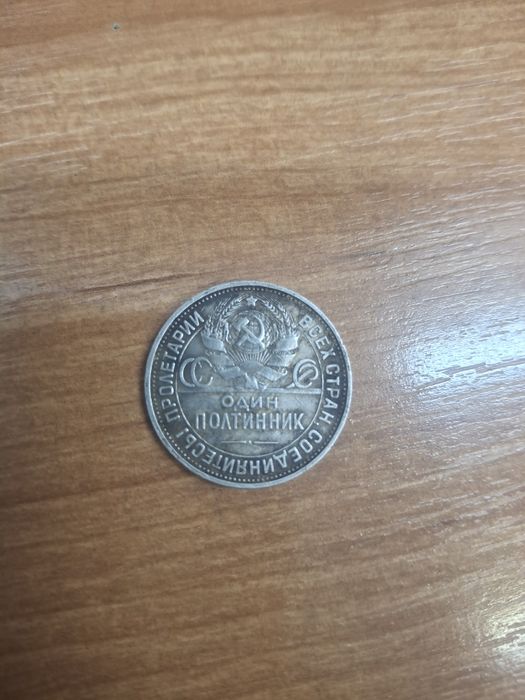 ПРОЛЕТАРИИ ВСЕХ СТРАН, СОЕДИНЯЙТЕСЬ!
СС СР
ОДИН
ПОЛТИННИК